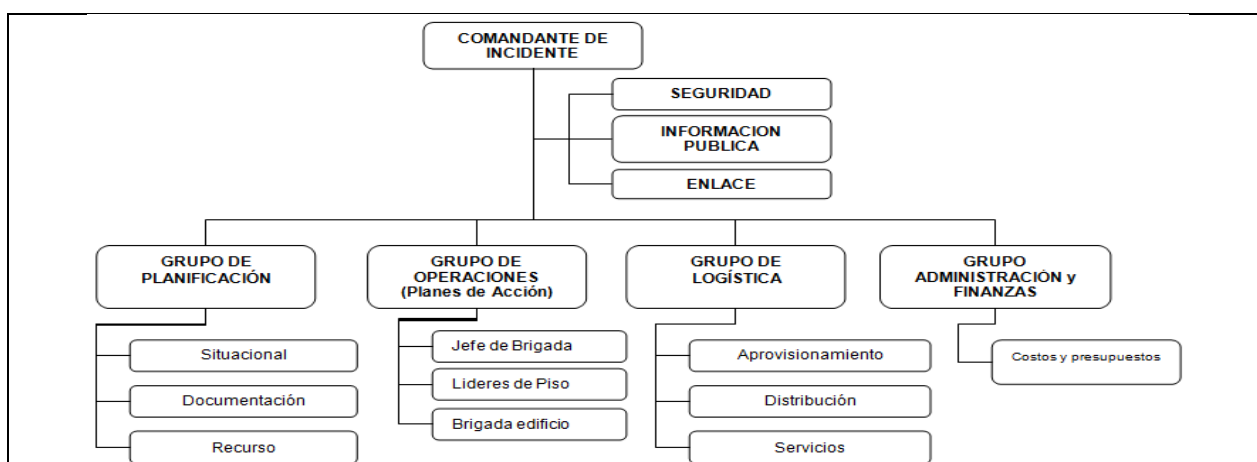 COMANDANTE DE
INCIDENTE
SEGURIDAD
INFORMACION
PUBLICA
ENLACE
GRUPO DE
PLANIFICACIÓN
GRUPO DE
OPERACIONES
(Planes de Acción)
GRUPO DE
LOGÍSTICA
GRUPO
ADMINISTRACIÓN y
FINANZAS
Situacional
Documentación
Recurso
Jefe de Brigada
Lideres de Piso
Brigada edificio
Aprovisionamiento
Distribución
Servicios
Costos y presupuestos